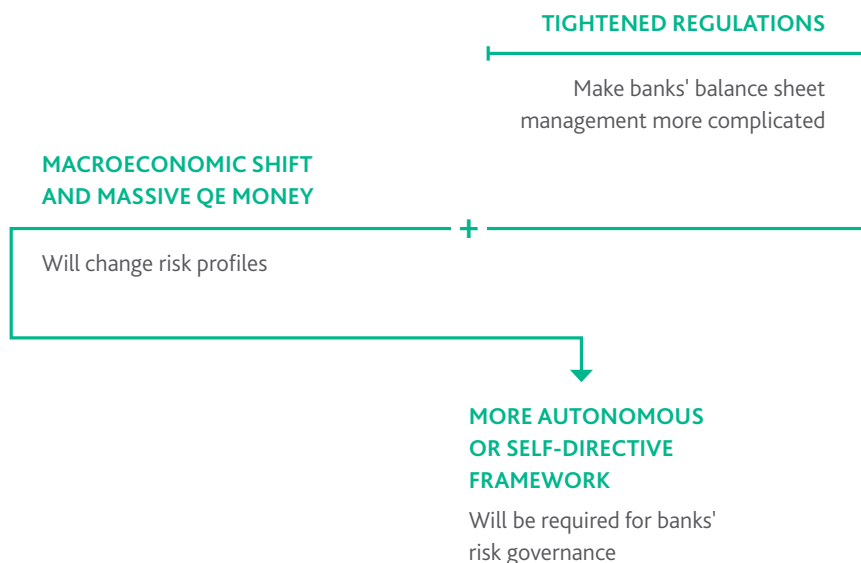 TIGHTENED REGULATIONS
Make banks' balance sheet
management more complicated
MACROECONOMIC SHIFT
AND MASSIVE QE MONEY
+
Will change risk profiles
MORE AUTONOMOUS
OR SELF-DIRECTIVE
FRAMEWORK
Will be required for banks'
risk governance